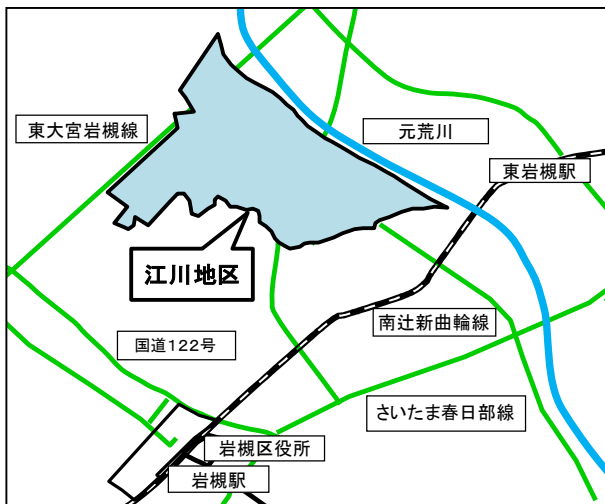 東大宮岩槻線
元荒川
東岩槻駅
江川地区
南辻新曲輪線
国道122号
さいたま春日部線
岩槻区役所
岩槻駅